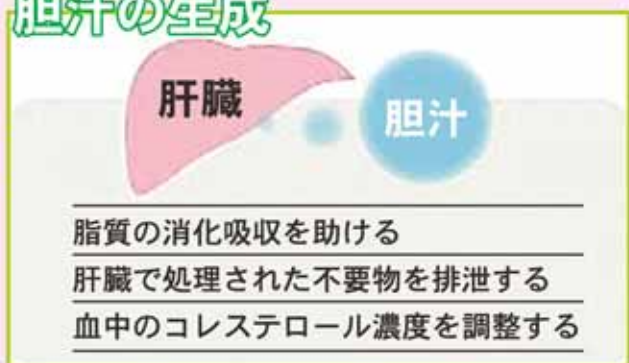 胆汁の生成
肝臓
胆汁
脂質の消化吸収を助ける
肝臓で処理された不要物を排泄する
血中のコレステロール濃度を調整する